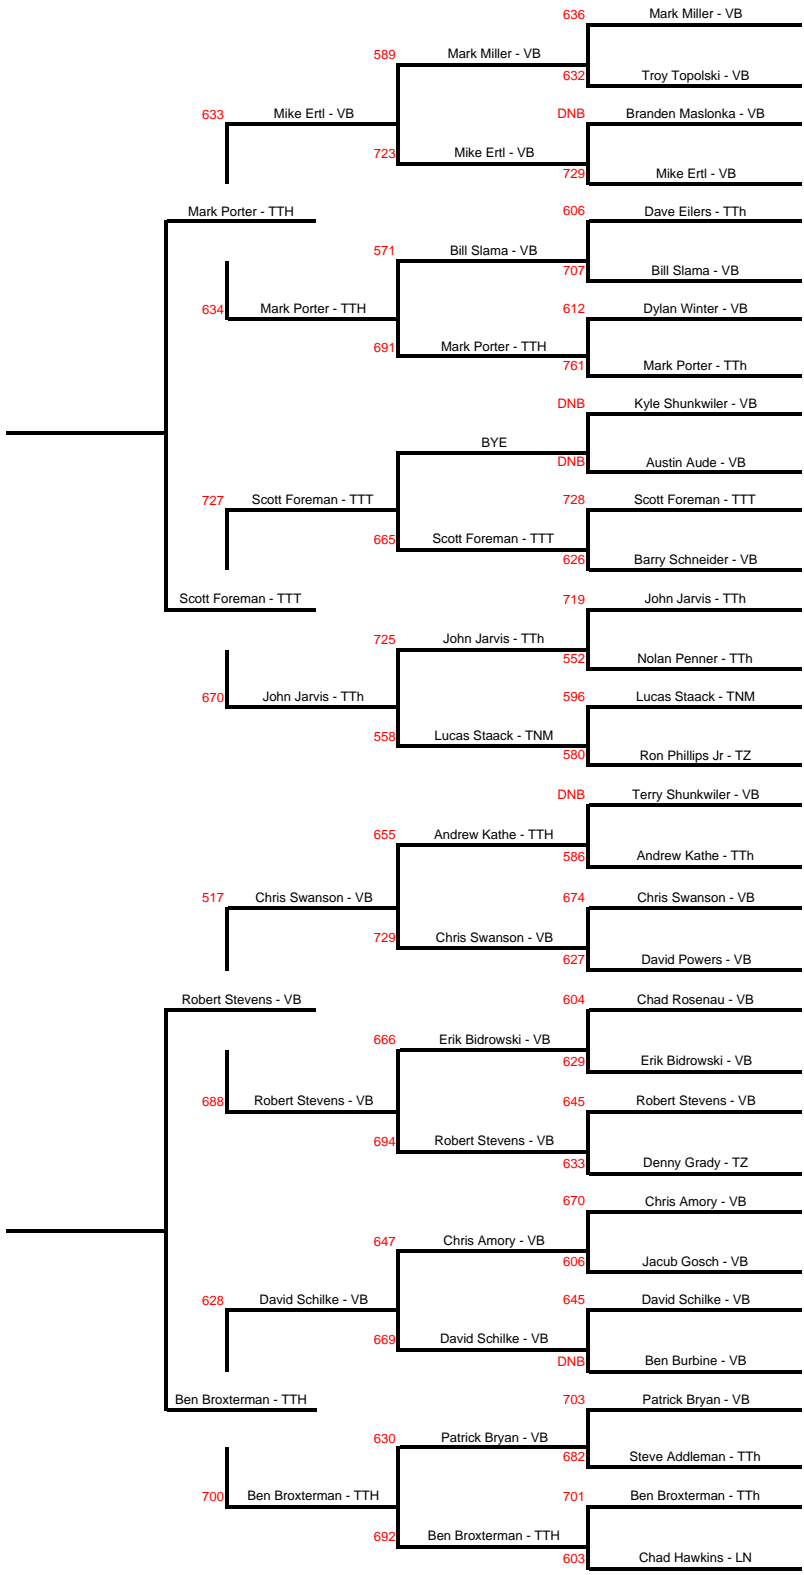 636 Mark Miller - VB
589 Mark Miller - VB
632 Troy Topolski - VB
633 Mike Ertl - VB
DNB Branden Maslonka - VB
723 Mike Ertl - VB
729 Mike Ertl - VB
Mark Porter - TTH
606 Dave Eilers - TTh
571 Bill Slama - VB
707 Bill Slama - VB
634 Mark Porter - TTH
612 Dylan Winter - VB
691 Mark Porter - TTH
761 Mark Porter - TTh
DNB Kyle Shunkwiler - VB
BYE
DNB Austin Aude - VB
727 Scott Foreman - TTT
728 Scott Foreman - TTT
665 Scott Foreman - TTT
626 Barry Schneider - VB
Scott Foreman - TTT
719 John Jarvis - TTh
725 John Jarvis - TTh
552 Nolan Penner - TTh
670 John Jarvis - TTh
596 Lucas Staack - TNM
558 Lucas Staack - TNM
580 Ron Phillips Jr - TZ
DNB Terry Shunkwiler - VB
655 Andrew Kathe - TTH
586 Andrew Kathe - TTh
517 Chris Swanson - VB
674 Chris Swanson - VB
729 Chris Swanson - VB
627 David Powers - VB
Robert Stevens - VB
604 Chad Rosenau - VB
666 Erik Bidrowski - VB
629 Erik Bidrowski - VB
688 Robert Stevens - VB
645 Robert Stevens - VB
694 Robert Stevens - VB
633 Denny Grady - TZ
670 Chris Amory - VB
647 Chris Amory - VB
606 Jacub Gosch - VB
628 David Schilke - VB
645 David Schilke - VB
669 David Schilke - VB
DNB Ben Burbine - VB
Ben Broxterman - TTH
703 Patrick Bryan - VB
630 Patrick Bryan - VB
682 Steve Addleman - TTh
700 Ben Broxterman - TTH
701 Ben Broxterman - TTh
692 Ben Broxterman - TTH
603 Chad Hawkins - LN